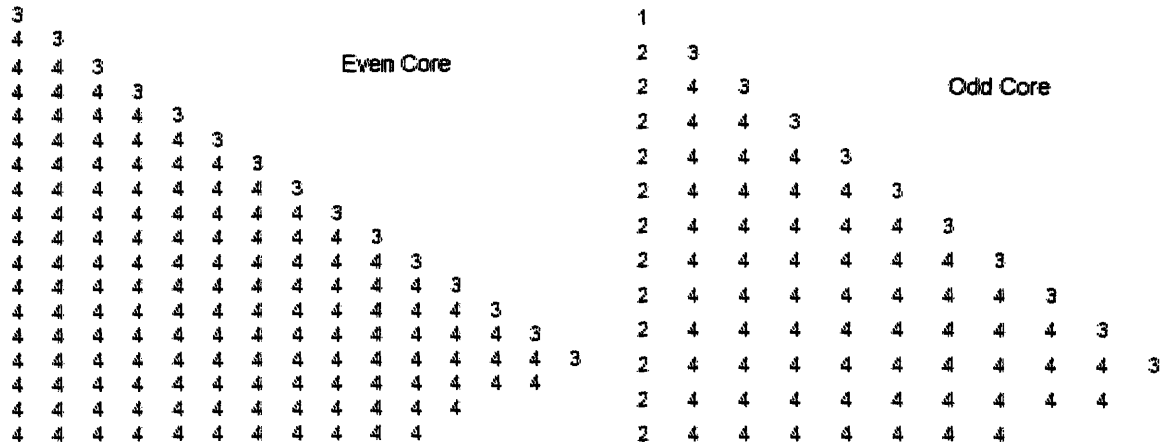 Even Core
3
4 3
4 4 3
4 4 4 3
4 4 4 4 3
4 4 4 4 4 3
4 4 4 4 4 4 3
4 4 4 4 4 4 4 3
4 4 4 4 4 4 4 4 3
4 4 4 4 4 4 4 4 4 3
4 4 4 4 4 4 4 4 4 4 3
4 4 4 4 4 4 4 4 4 4 4 3
4 4 4 4 4 4 4 4 4 4 4 4 3
4 4 4 4 4 4 4 4 4 4 4 4 4 3
4 4 4 4 4 4 4 4 4 4 4 4 4 4 3
4 4 4 4 4 4 4 4 4 4 4 4 4 4
4 4 4 4 4 4 4 4 4 4 4 4
4 4 4 4 4 4 4 4 4 4 4
Odd Core
1
2 3
2 4 3
2 4 4 3
2 4 4 4 3
2 4 4 4 4 3
2 4 4 4 4 4 3
2 4 4 4 4 4 4 3
2 4 4 4 4 4 4 4 3
2 4 4 4 4 4 4 4 4 3
2 4 4 4 4 4 4 4 4 4 3
2 4 4 4 4 4 4 4 4 4
2 4 4 4 4 4 4 4